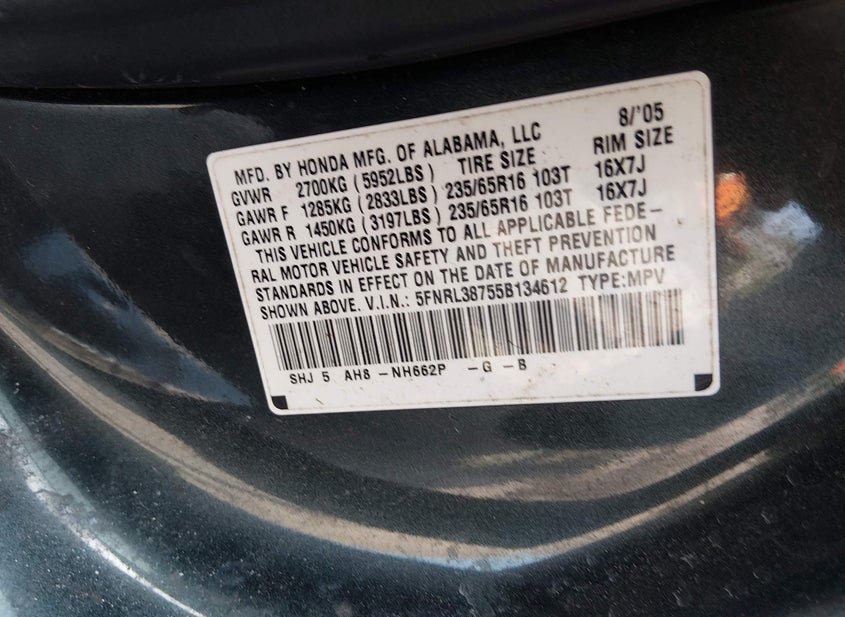 MFD. BY HONDA MFG. OF ALABAMA, LLC 8/'05
GVWR 2700KG (5952LBS) TIRE SIZE RIM SIZE
GAWR F 1285KG (2833LBS) 235/65R16 103T 16X7J
GAWR R 1450KG (3197LBS) 235/65R16 103T 16X7J
THIS VEHICLE CONFORMS TO ALL APPLICABLE FEDE-
RAL MOTOR VEHICLE SAFETY AND THEFT PREVENTION
STANDARDS IN EFFECT ON THE DATE OF MANUFACTURE
SHOWN ABOVE. V.I.N.: 5FNRL38755B134612 TYPE:MPV
SHJ 5 AH8 -NH662P -G -B